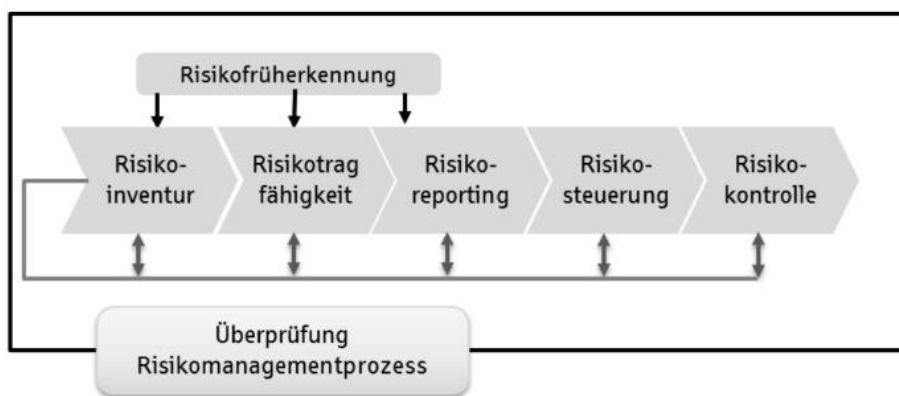 Risikofrüherkennung
Risiko-
inventur
Risikotrag
fähigkeit
Risiko-
reporting
Risiko-
steuerung
Risiko-
kontrolle
Überprüfung
Risikomanagementprozess